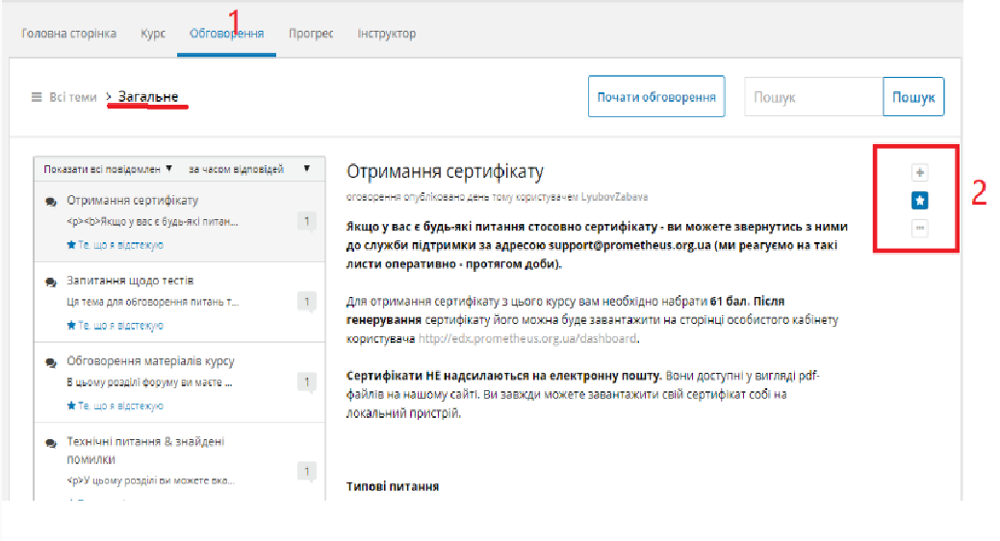 1
Головна сторінка Курс Обговорення Прогрес Інструктор
Всі теми > Загальне
Почати обговорення
Пошук
Пошук
Показати всі повідомлен ▼ за часом відповідей ▼
Отримання сертифікату
<p><b>Якщо у вас є будь-які питан...
1
★ Те, що я відстежую
Запитання щодо тестів
Ця тема для обговорення питань т...
1
★ Те, що я відстежую
Обговорення матеріалів курсу
В цьому розділі форуму ви маєте ...
1
★ Те, що я відстежую
Технічні питання & знайдені
помилки
<p>У цьому розділі ви можете вка...
1
Отримання сертифікату
оговорення опубліковано день тому користувачем LyubovZabava
Якщо у вас є будь-які питання стосовно сертифікату - ви можете звернутись з ними
до служби підтримки за адресою support@prometheus.org.ua (ми реагуємо на такі
листи оперативно - протягом доби).
Для отримання сертифікату з цього курсу вам необхідно набрати 61 бал. Після
генерування сертифікату його можна буде завантажити на сторінці особистого кабінету
користувача http://edx.prometheus.org.ua/dashboard.
Сертифікати НЕ надсилаються на електронну пошту. Вони доступні у вигляді pdf-
файлів на нашому сайті. Ви завжди можете завантажити свій сертифікат собі на
локальний пристрій.
Типові питання
2